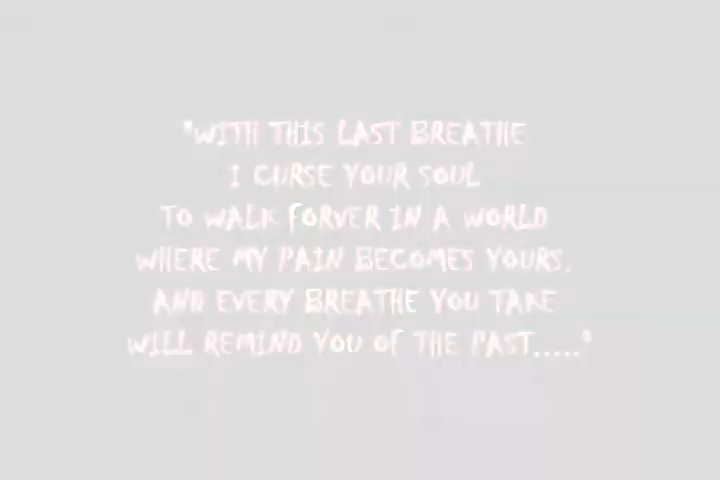 "WITH THIS LAST BREATHE
I CURSE YOUR SOUL
TO WALK FORVER IN A WORLD
WHERE MY PAIN BECOMES YOURS.
AND EVERY BREATHE YOU TAKE
WILL REMIND YOU OF THE PAST....."